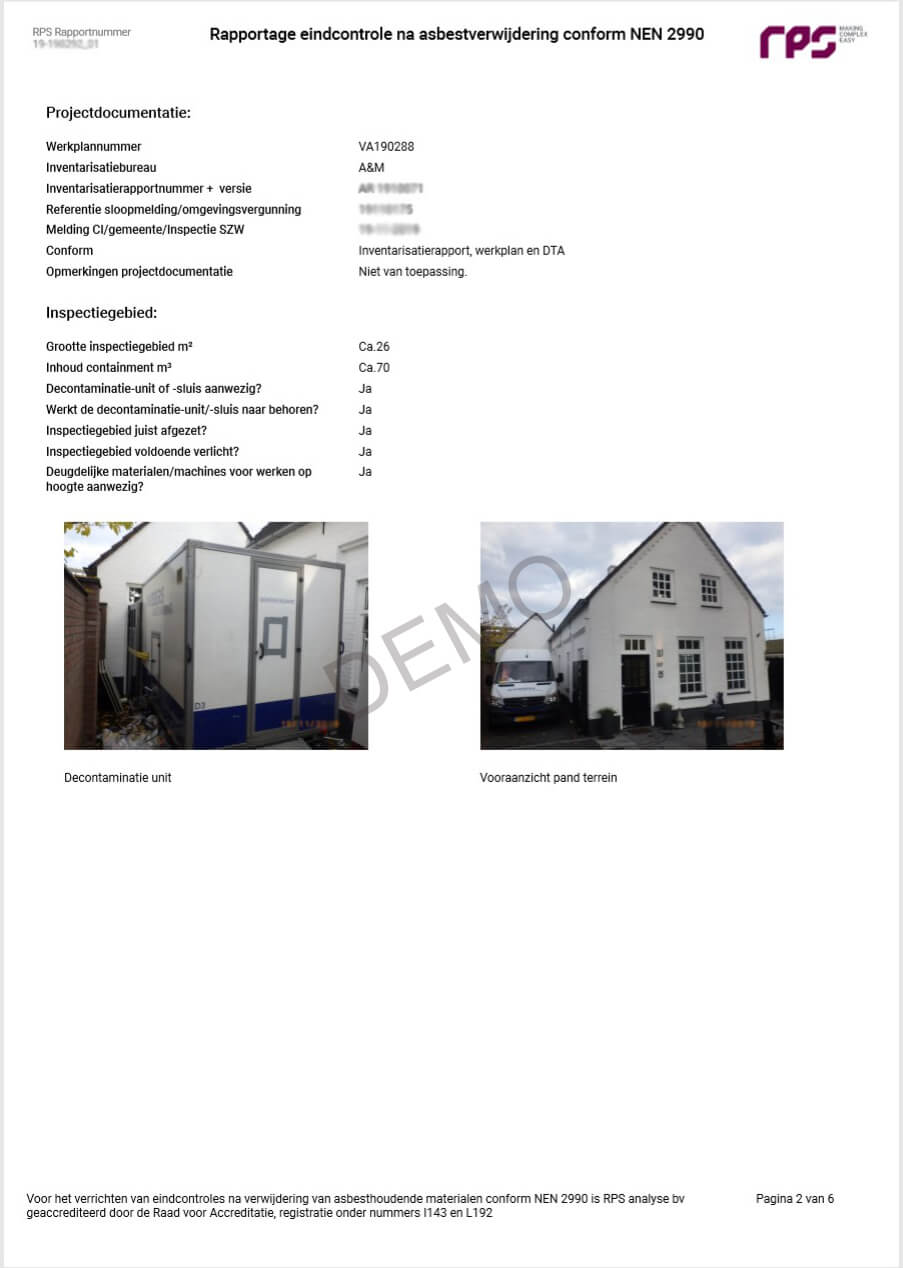 RPS Rapportnummer
Rapportage eindcontrole na asbestverwijdering conform NEN 2990
rps
MAKING
COMPLEX
EASY
Projectdocumentatie:
Werkplannummer VA190288
Inventarisatiebureau A&M
Inventarisatierapportnummer + versie
Referentie sloopmelding/omgevingsvergunning
Melding CI/gemeente/Inspectie SZW
Conform Inventarisatierapport, werkplan en DTA
Opmerkingen projectdocumentatie Niet van toepassing.
Inspectiegebied:
Grootte inspectiegebied m² Ca.26
Inhoud containment m³ Ca.70
Decontaminatie-unit of -sluis aanwezig? Ja
Werkt de decontaminatie-unit/-sluis naar behoren? Ja
Inspectiegebied juist afgezet? Ja
Inspectiegebied voldoende verlicht? Ja
Deugdelijke materialen/machines voor werken op Ja
hoogte aanwezig?
D3
DEMO
Decontaminatie unit
Vooraanzicht pand terrein
Voor het verrichten van eindcontroles na verwijdering van asbesthoudende materialen conform NEN 2990 is RPS analyse bv
geaccrediteerd door de Raad voor Accreditatie, registratie onder nummers I143 en L192
Pagina 2 van 6